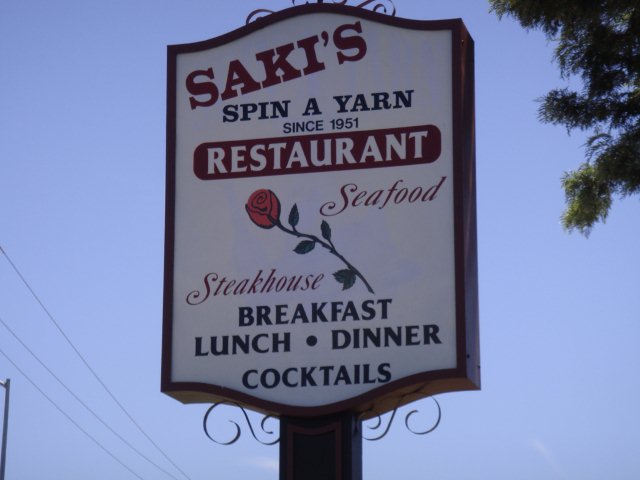 SAKI'S
SPIN A YARN
SINCE 1951
RESTAURANT
Seafood
Steakhouse
BREAKFAST
LUNCH • DINNER
COCKTAILS